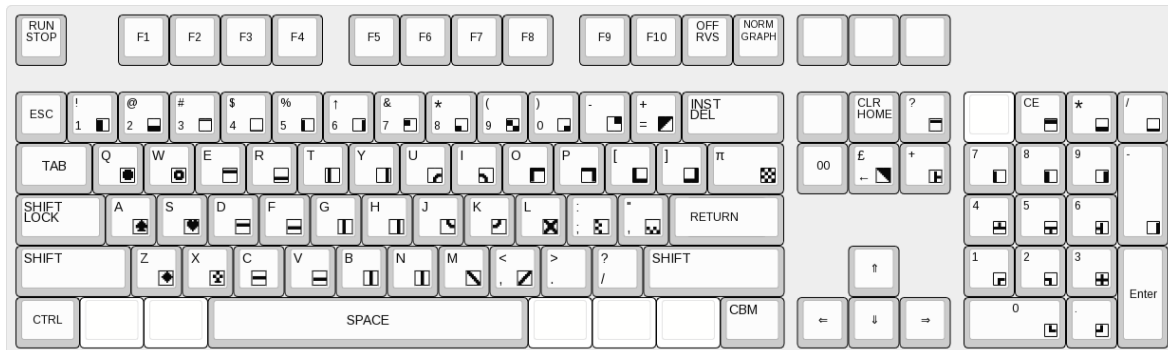 RUN STOP F1 F2 F3 F4 F5 F6 F7 F8 F9 F10 OFF RVS NORM GRAPH
ESC ! 1 @ 2 # 3 $ 4 % 5 ↑ 6 & 7 * 8 ( 9 ) 0 - + = INST DEL CLR HOME ? CE * /
TAB Q W E R T Y U I O P [ ] π 00 £ ← + 7 8 9 -
SHIFT LOCK A S D F G H J K L : ; " , RETURN 4 5 6
SHIFT Z X C V B N M < , > . ? / SHIFT ⇑ 1 2 3 Enter
CTRL SPACE CBM ⇐ ⇓ ⇒ 0 .